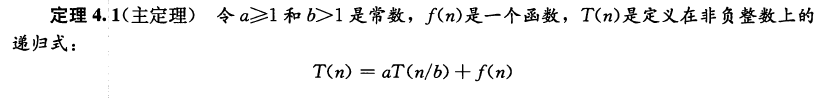 定理 4.1(主定理) 令 a⩾1 和 b>1 是常数，f(n)是一个函数，T(n)是定义在非负整数上的
递归式：
T(n) = aT(n/b) + f(n)